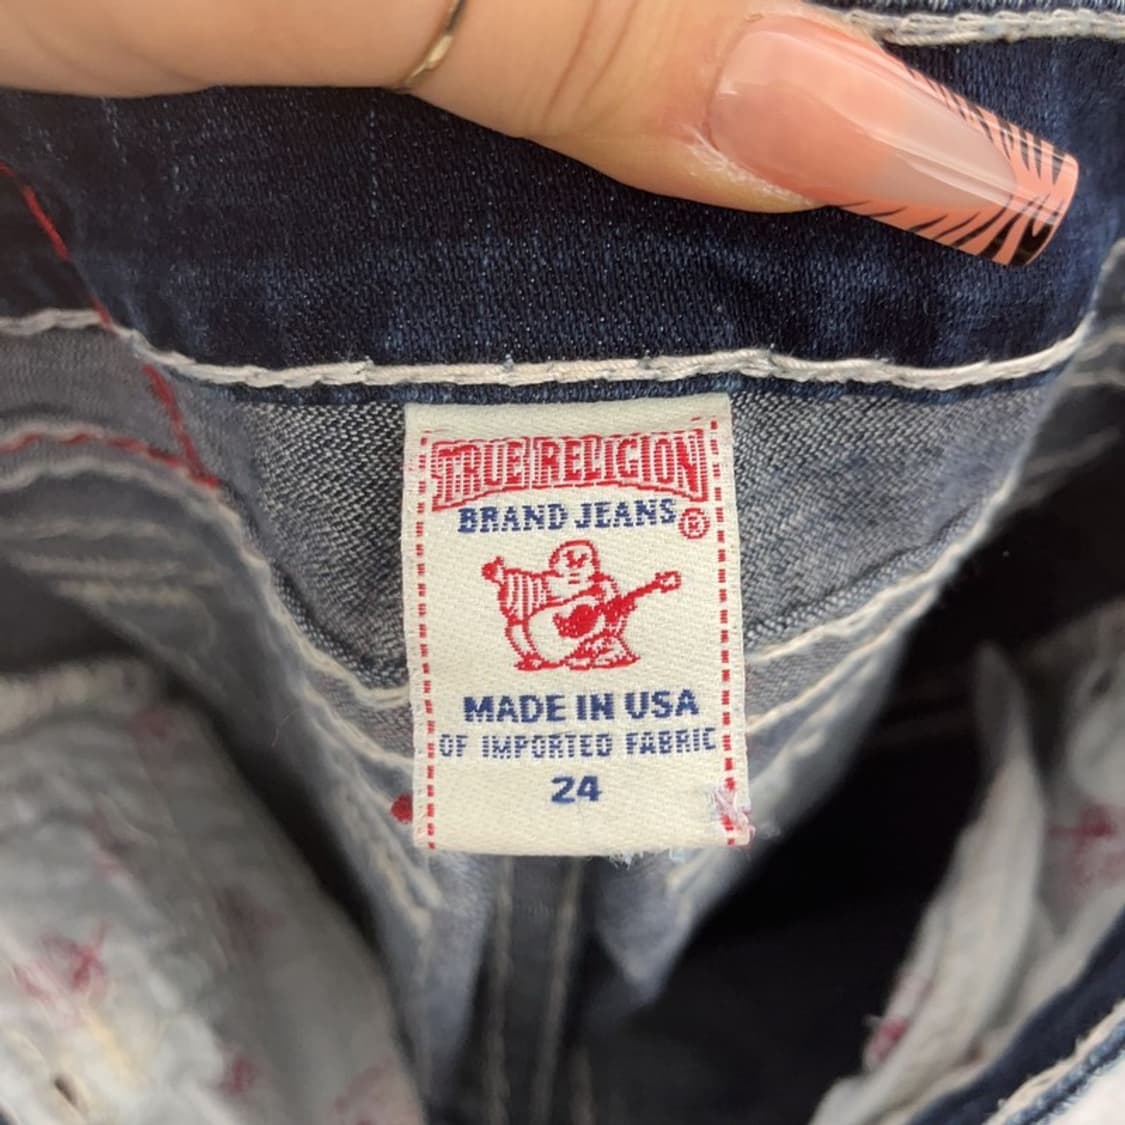 TRUE RELIGION
BRAND JEANS®
MADE IN USA
OF IMPORTED FABRIC
24